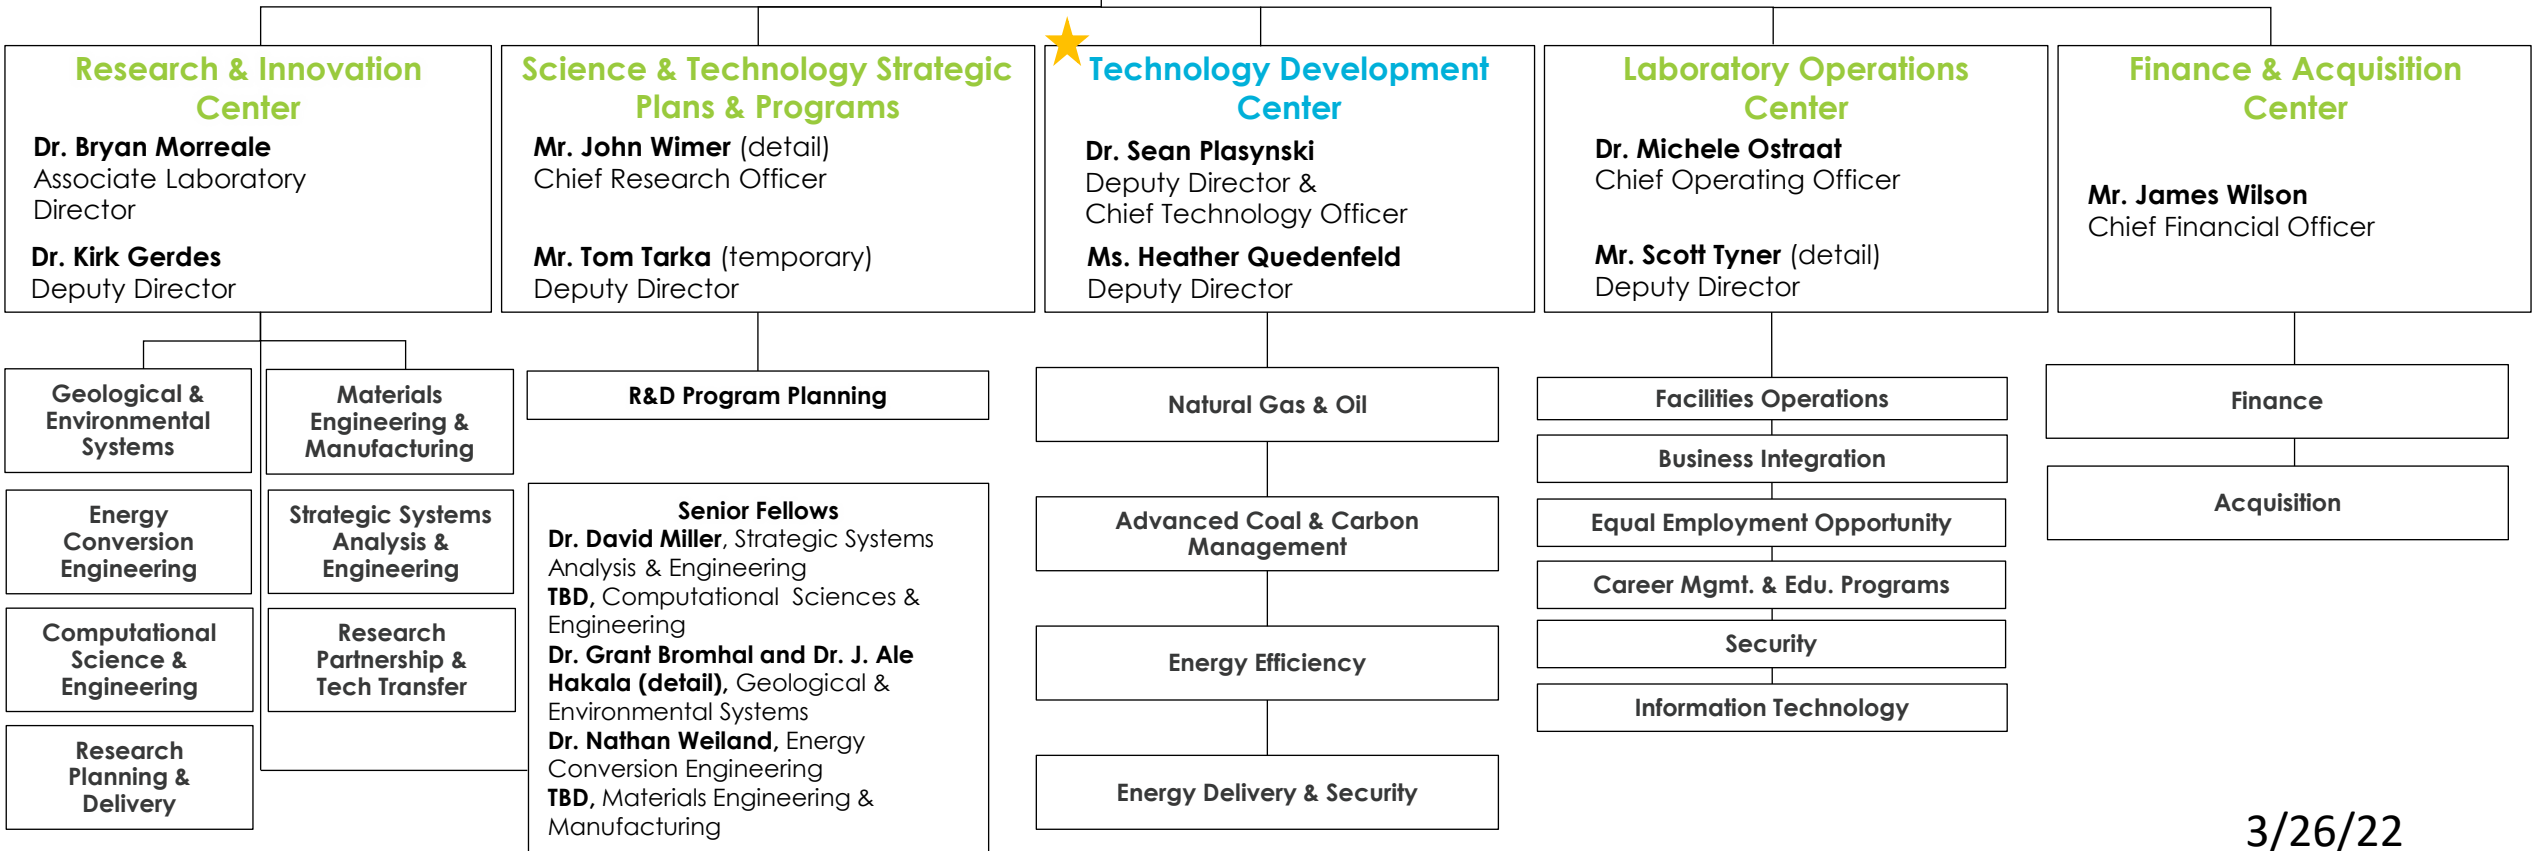 Research & Innovation
Center
Dr. Bryan Morreale
Associate Laboratory
Director
Dr. Kirk Gerdes
Deputy Director
Science & Technology Strategic
Plans & Programs
Mr. John Wimer (detail)
Chief Research Officer
Mr. Tom Tarka (temporary)
Deputy Director
Technology Development
Center
Dr. Sean Plasynski
Deputy Director &
Chief Technology Officer
Ms. Heather Quedenfeld
Deputy Director
Laboratory Operations
Center
Dr. Michele Ostraat
Chief Operating Officer
Mr. Scott Tyner (detail)
Deputy Director
Finance & Acquisition
Center
Mr. James Wilson
Chief Financial Officer
Geological &
Environmental
Systems
Materials
Engineering &
Manufacturing
Energy
Conversion
Engineering
Strategic Systems
Analysis &
Engineering
Computational
Science &
Engineering
Research
Partnership &
Tech Transfer
Research
Planning &
Delivery
R&D Program Planning
Senior Fellows
Dr. David Miller, Strategic Systems
Analysis & Engineering
TBD, Computational Sciences &
Engineering
Dr. Grant Bromhal and Dr. J. Ale
Hakala (detail), Geological &
Environmental Systems
Dr. Nathan Weiland, Energy
Conversion Engineering
TBD, Materials Engineering &
Manufacturing
Natural Gas & Oil
Advanced Coal & Carbon
Management
Energy Efficiency
Energy Delivery & Security
Facilities Operations
Business Integration
Equal Employment Opportunity
Career Mgmt. & Edu. Programs
Security
Information Technology
Finance
Acquisition
3/26/22